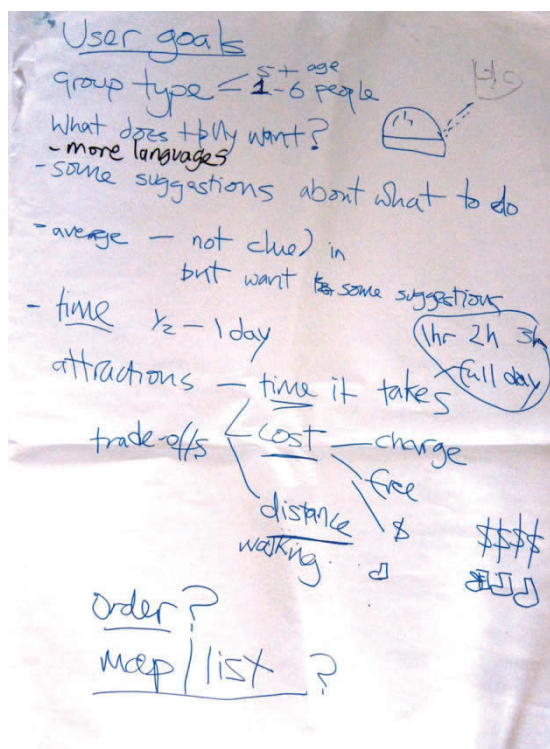 User goals
group type < 5+ age
1-6 people
What does they want?
- more languages
- some suggestions about what to do
- average - not clued in
but want some suggestions
- time 1/2 - 1 day
1hr 2h 3h
full day
attractions - time it takes
trade-offs cost - charge
free
distance $ $$$$
walking
order?
map / list ?